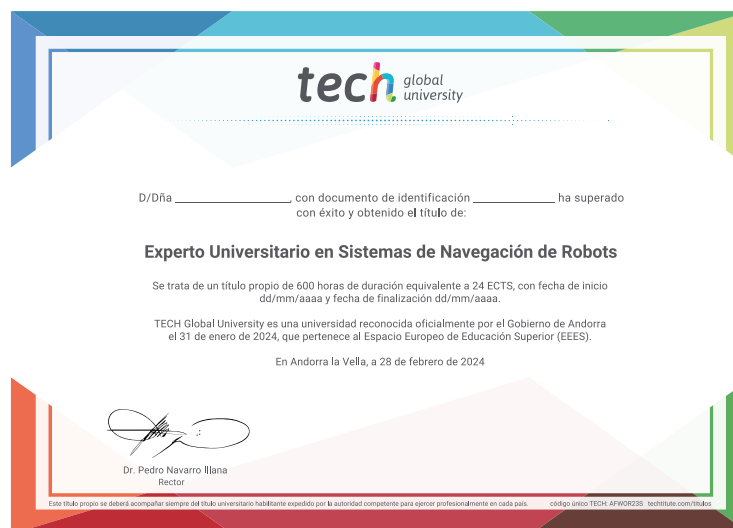 tech global university
D/Dña ____________________, con documento de identificación ______________ ha superado
con éxito y obtenido el título de:
Experto Universitario en Sistemas de Navegación de Robots
Se trata de un título propio de 600 horas de duración equivalente a 24 ECTS, con fecha de inicio
dd/mm/aaaa y fecha de finalización dd/mm/aaaa.
TECH Global University es una universidad reconocida oficialmente por el Gobierno de Andorra
el 31 de enero de 2024, que pertenece al Espacio Europeo de Educación Superior (EEES).
En Andorra la Vella, a 28 de febrero de 2024
Dr. Pedro Navarro Illana
Rector
Este título propio se deberá acompañar siempre del título universitario habilitante expedido por la autoridad competente para ejercer profesionalmente en cada país. código único TECH: AFWOR23S techtitute.com/titulos